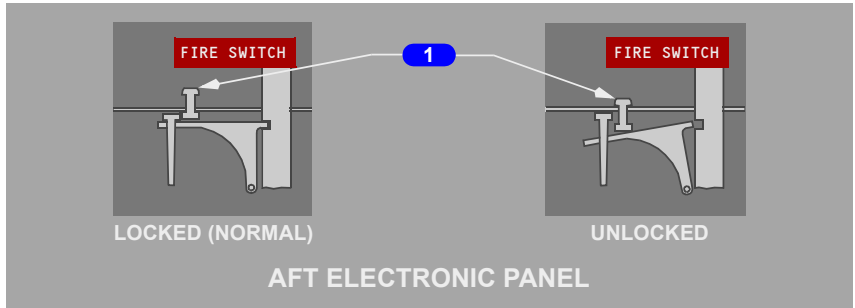 FIRE SWITCH
1
FIRE SWITCH
LOCKED (NORMAL)
UNLOCKED
AFT ELECTRONIC PANEL